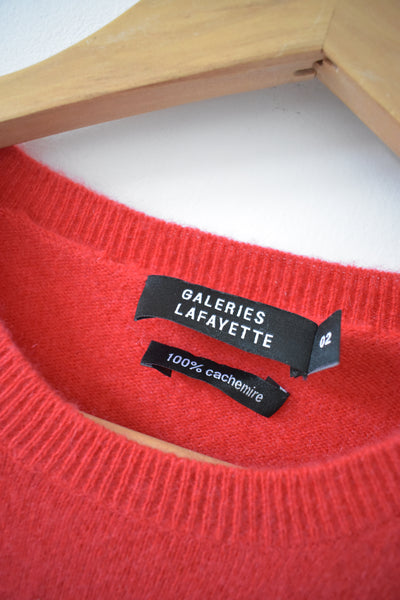 GALERIES
LAFAYETTE
02
100% cachemire